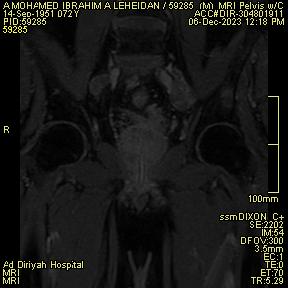 A MOHAMED IBRAHIM A LEHEIDAN / 59285 (M) MRI Pelvis w/C
14-Sep-1951 072Y ACC#DIR-304801911
PID:59285 06-Dec-2023 12:18 PM
59285
R
100mm
ssmDIXON_C+
SE:2202
IM:54
DFOV:300
3.5mm
Ad Diriyah Hospital EC:1
TE:0
MRI ET:70
MRI TR:5.29